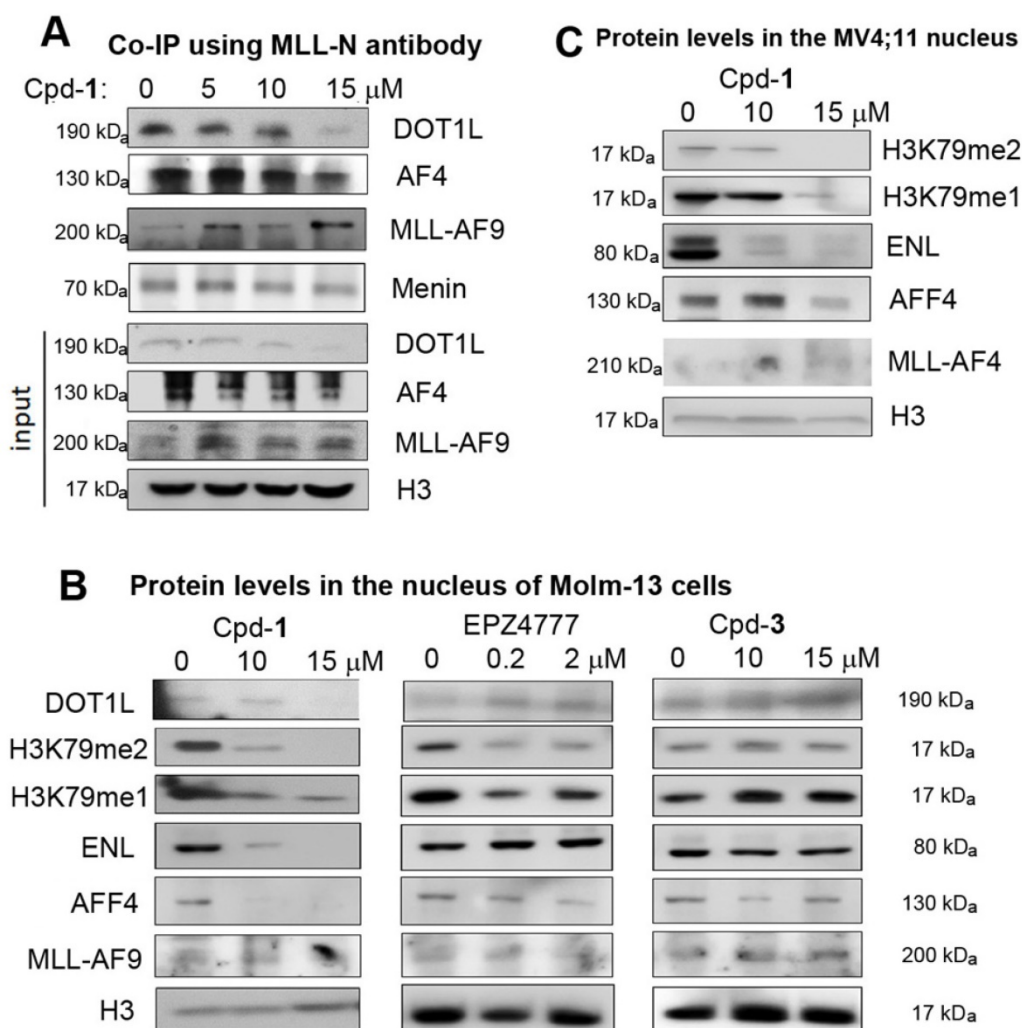 A Co-IP using MLL-N antibody
Cpd-1: 0 5 10 15 μM
190 kDa DOT1L
130 kDa AF4
200 kDa MLL-AF9
70 kDa Menin
input
190 kDa DOT1L
130 kDa AF4
200 kDa MLL-AF9
17 kDa H3
C Protein levels in the MV4;11 nucleus
Cpd-1
0 10 15 μM
17 kDa H3K79me2
17 kDa H3K79me1
80 kDa ENL
130 kDa AFF4
210 kDa MLL-AF4
17 kDa H3
B Protein levels in the nucleus of Molm-13 cells
Cpd-1 EPZ4777 Cpd-3
0 10 15 μM 0 0.2 2 μM 0 10 15 μM
DOT1L 190 kDa
H3K79me2 17 kDa
H3K79me1 17 kDa
ENL 80 kDa
AFF4 130 kDa
MLL-AF9 200 kDa
H3 17 kDa